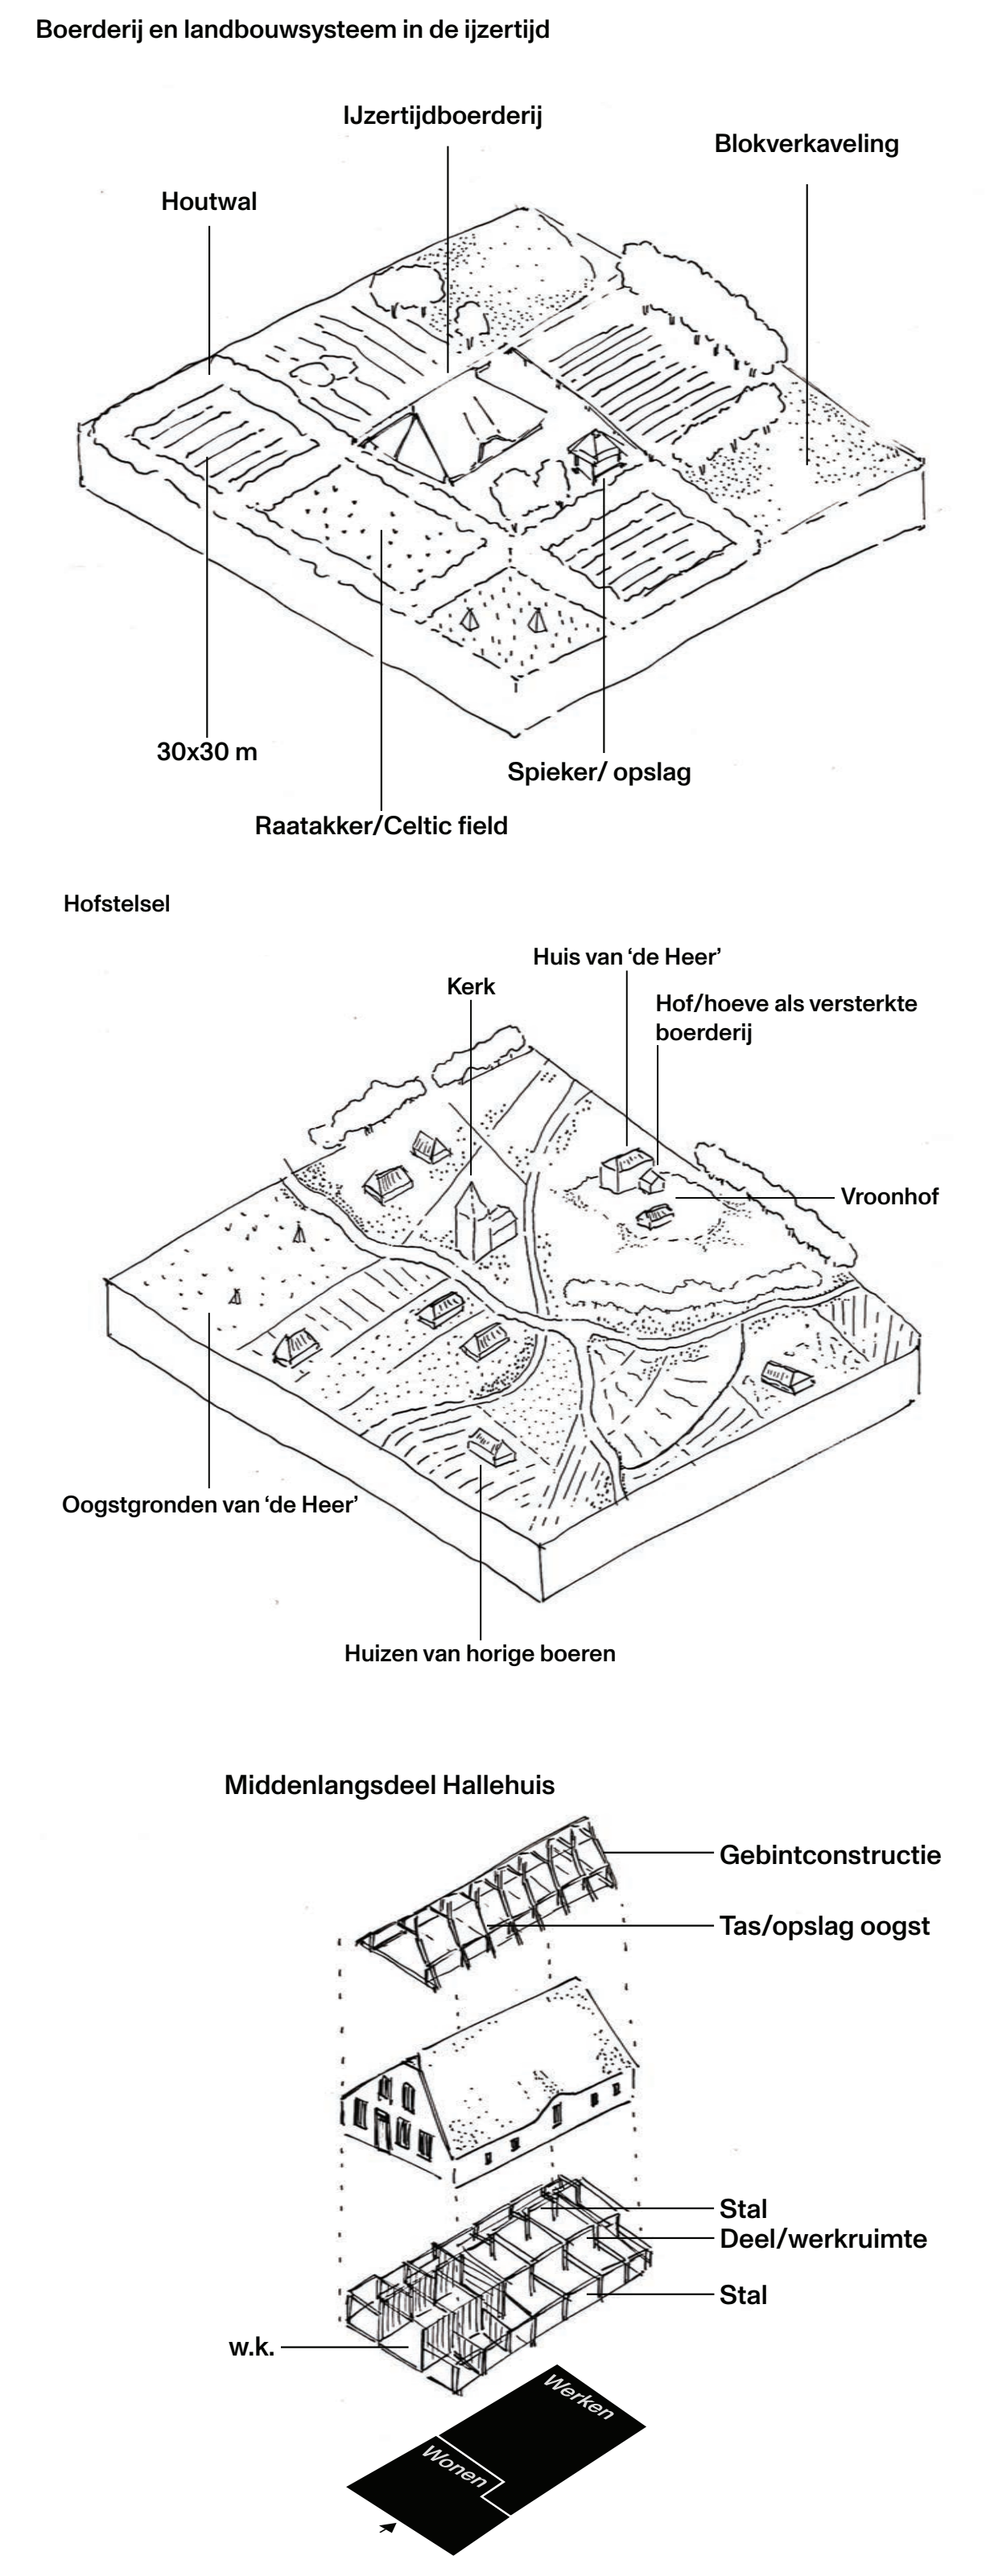 Boerderij en landbouwsysteem in de ijzertijd
IJzertijdboerderij
Blokverkaveling
Houtwal
30x30 m
Spieker/ opslag
Raatakker/Celtic field
Hofstelsel
Huis van ‘de Heer’
Kerk
Hof/hoeve als versterkte
boerderij
Vroonhof
Oogstgronden van ‘de Heer’
Huizen van horige boeren
Middenlangsdeel Hallehuis
Gebintconstructie
Tas/opslag oogst
Stal
Deel/werkruimte
Stal
w.k.
Werken
Wonen